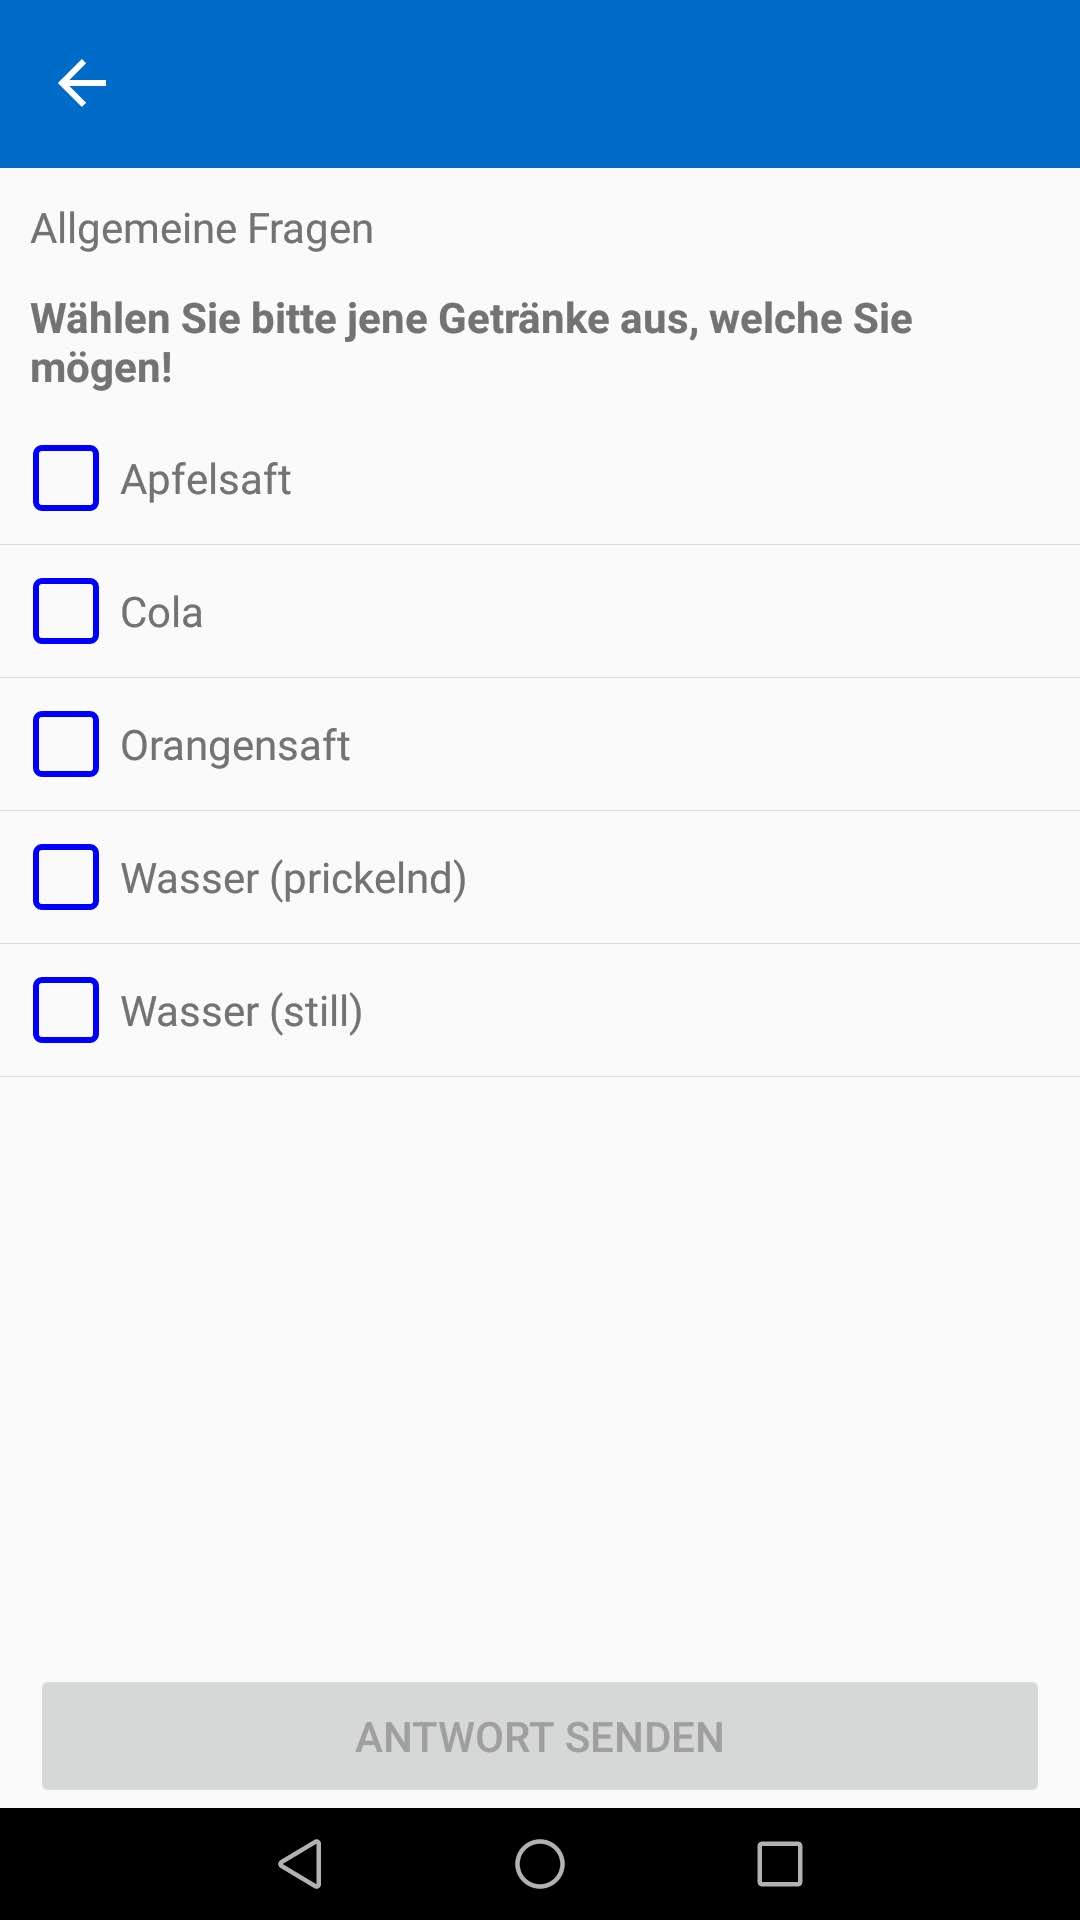 Allgemeine Fragen
Wählen Sie bitte jene Getränke aus, welche Sie
mögen!
Apfelsaft
Cola
Orangensaft
Wasser (prickelnd)
Wasser (still)
ANTWORT SENDEN